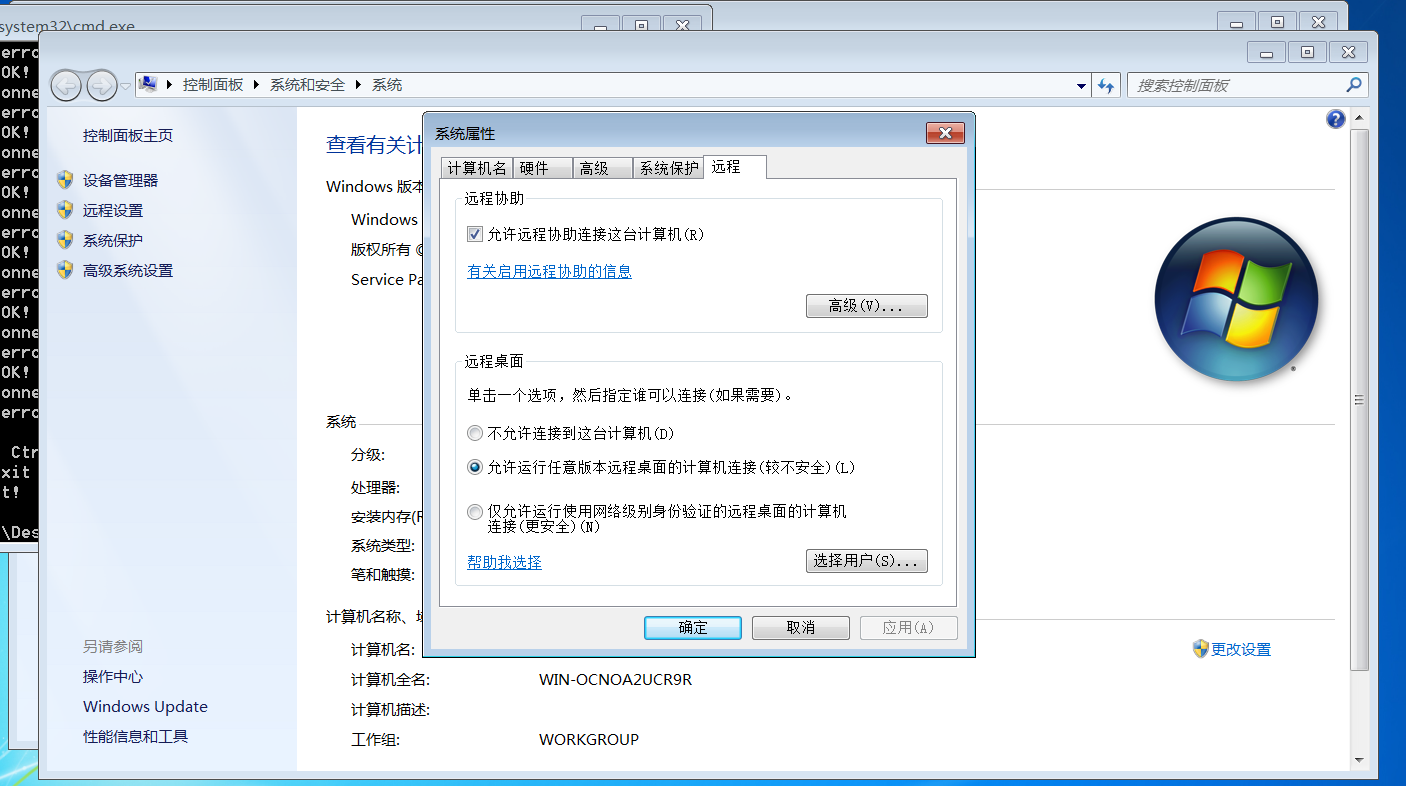 system32\cmd.exe
控制面板
系统和安全
系统
搜索控制面板
控制面板主页
设备管理器
远程设置
系统保护
高级系统设置
另请参阅
操作中心
Windows Update
性能信息和工具
查看有关计
Windows 版本
Windows
版权所有 ©
Service Pa
系统
分级:
处理器:
安装内存(R
系统类型:
笔和触摸:
计算机名称、域
计算机名:
计算机全名:
WIN-OCNOA2UCR9R
计算机描述:
工作组:
WORKGROUP
更改设置
系统属性
计算机名
硬件
高级
系统保护
远程
远程协助
允许远程协助连接这台计算机(R)
有关启用远程协助的信息
高级(V)...
远程桌面
单击一个选项，然后指定谁可以连接(如果需要)。
不允许连接到这台计算机(D)
允许运行任意版本远程桌面的计算机连接(较不安全)(L)
仅允许运行使用网络级别身份验证的远程桌面的计算机
连接(更安全)(N)
帮助我选择
选择用户(S)...
确定
取消
应用(A)
erro
OK!
onne
erro
OK!
onne
erro
OK!
onne
erro
OK!
onne
erro
OK!
onne
erro
OK!
onne
erro
Ctr
xit
t!
\Des